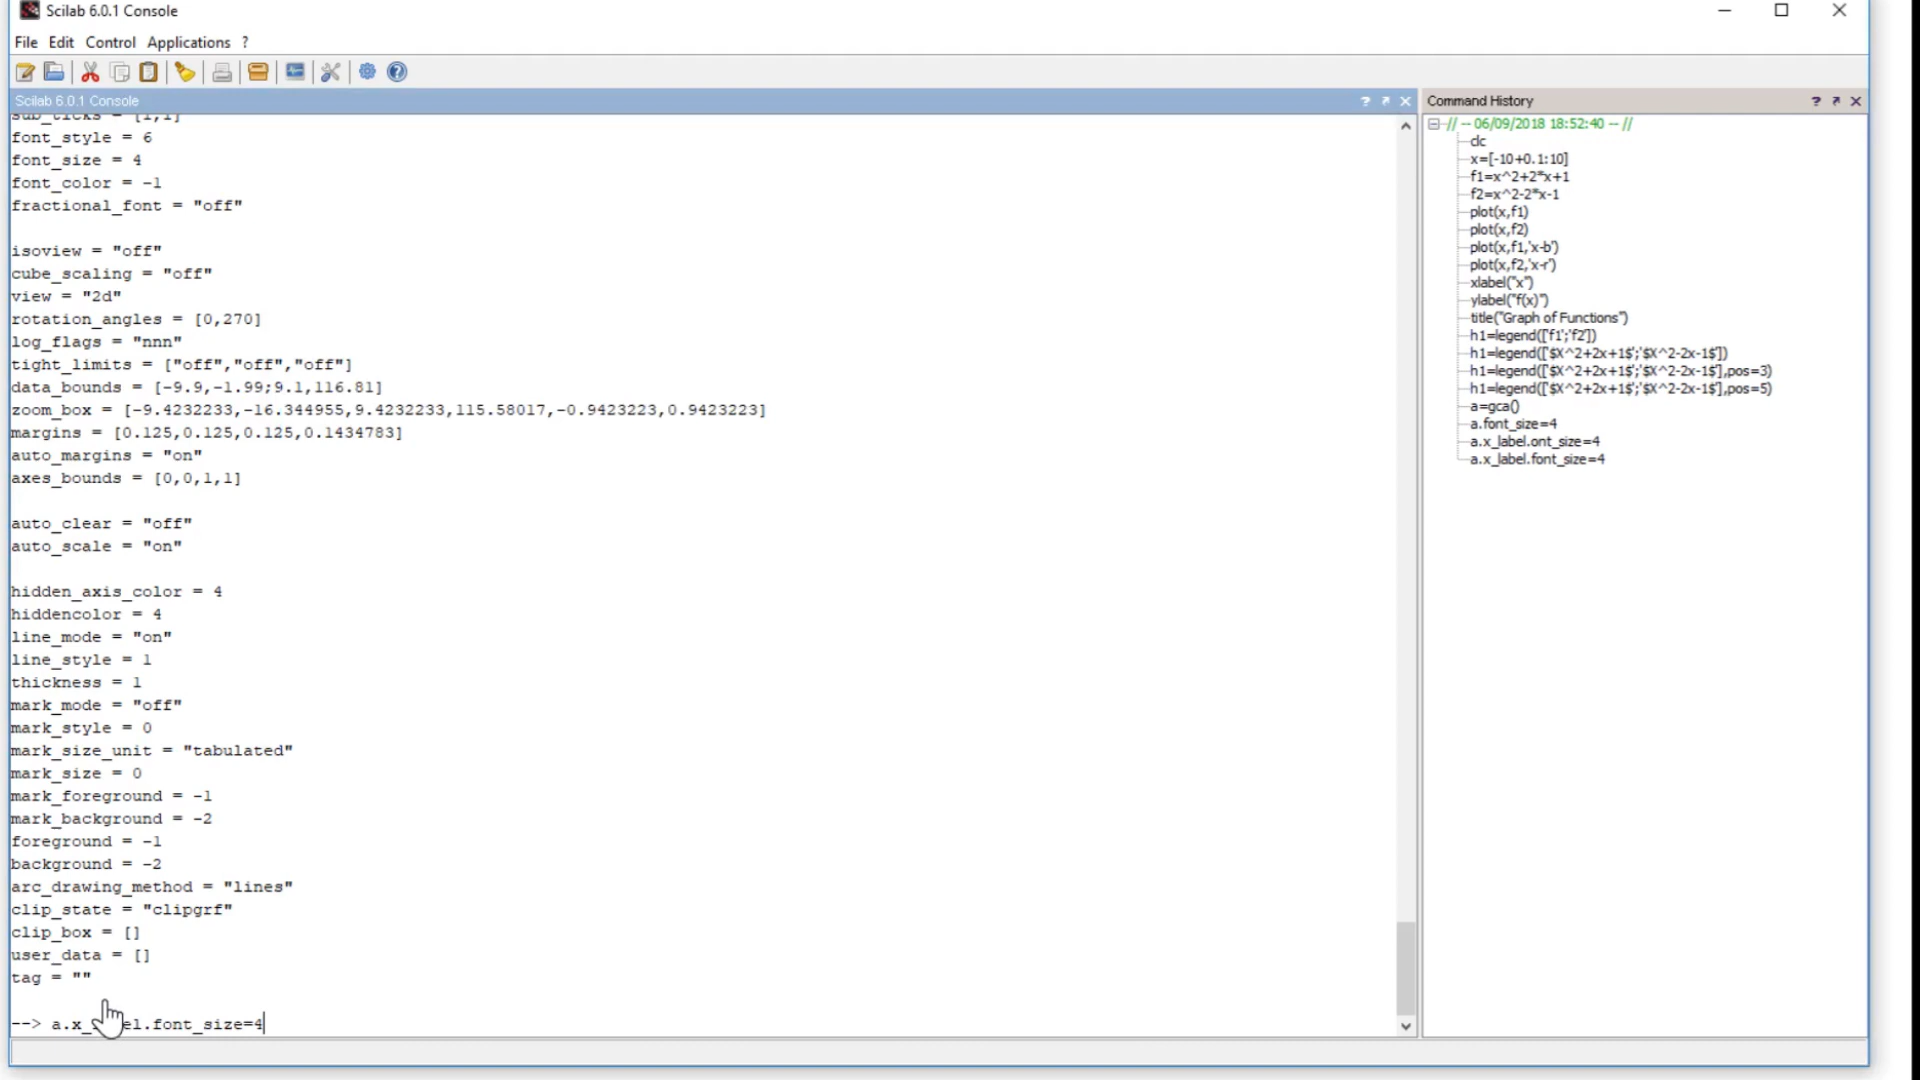 Scilab 6.0.1 Console
File Edit Control Applications ?
Scilab 6.0.1 Console
sub_ticks = [1,1]
font_style = 6
font_size = 4
font_color = -1
fractional_font = "off"
isoview = "off"
cube_scaling = "off"
view = "2d"
rotation_angles = [0,270]
log_flags = "nnn"
tight_limits = ["off","off","off"]
data_bounds = [-9.9,-1.99;9.1,116.81]
zoom_box = [-9.4232233,-16.344955,9.4232233,115.58017,-0.9423223,0.9423223]
margins = [0.125,0.125,0.125,0.1434783]
auto_margins = "on"
axes_bounds = [0,0,1,1]
auto_clear = "off"
auto_scale = "on"
hidden_axis_color = 4
hiddencolor = 4
line_mode = "on"
line_style = 1
thickness = 1
mark_mode = "off"
mark_style = 0
mark_size_unit = "tabulated"
mark_size = 0
mark_foreground = -1
mark_background = -2
foreground = -1
background = -2
arc_drawing_method = "lines"
clip_state = "clipgrf"
clip_box = []
user_data = []
tag = ""
--> a.x_ el.font_size=4
Command History
// -- 06/09/2018 18:52:40 -- //
clc
x=[-10+0.1:10]
f1=x^2+2*x+1
f2=x^2-2*x-1
plot(x,f1)
plot(x,f2)
plot(x,f1,'x-b')
plot(x,f2,'x-r')
xlabel("x")
ylabel("f(x)")
title("Graph of Functions")
h1=legend(['f1';'f2'])
h1=legend(['$X^2+2x+1$';'$X^2-2x-1$'])
h1=legend(['$X^2+2x+1$';'$X^2-2x-1$'],pos=3)
h1=legend(['$X^2+2x+1$';'$X^2-2x-1$'],pos=5)
a=gca()
a.font_size=4
a.x_label.ont_size=4
a.x_label.font_size=4